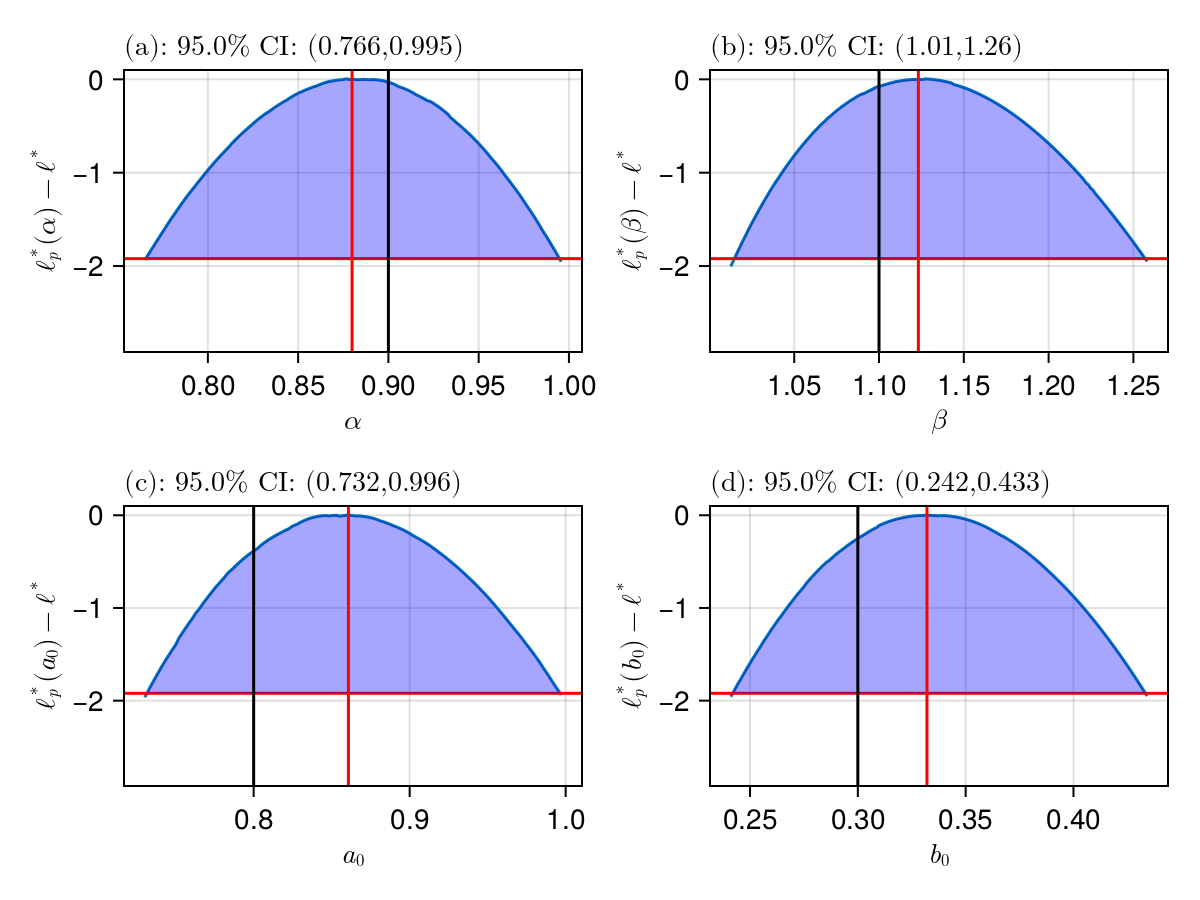 (a): 95.0% CI: (0.766,0.995)
0
−1
−2
ℓ*ₚ(α) − ℓ*
0.80 0.85 0.90 0.95 1.00
α
(b): 95.0% CI: (1.01,1.26)
0
−1
−2
ℓ*ₚ(β) − ℓ*
1.05 1.10 1.15 1.20 1.25
β
(c): 95.0% CI: (0.732,0.996)
0
−1
−2
ℓ*ₚ(a₀) − ℓ*
0.8 0.9 1.0
a₀
(d): 95.0% CI: (0.242,0.433)
0
−1
−2
ℓ*ₚ(b₀) − ℓ*
0.25 0.30 0.35 0.40
b₀